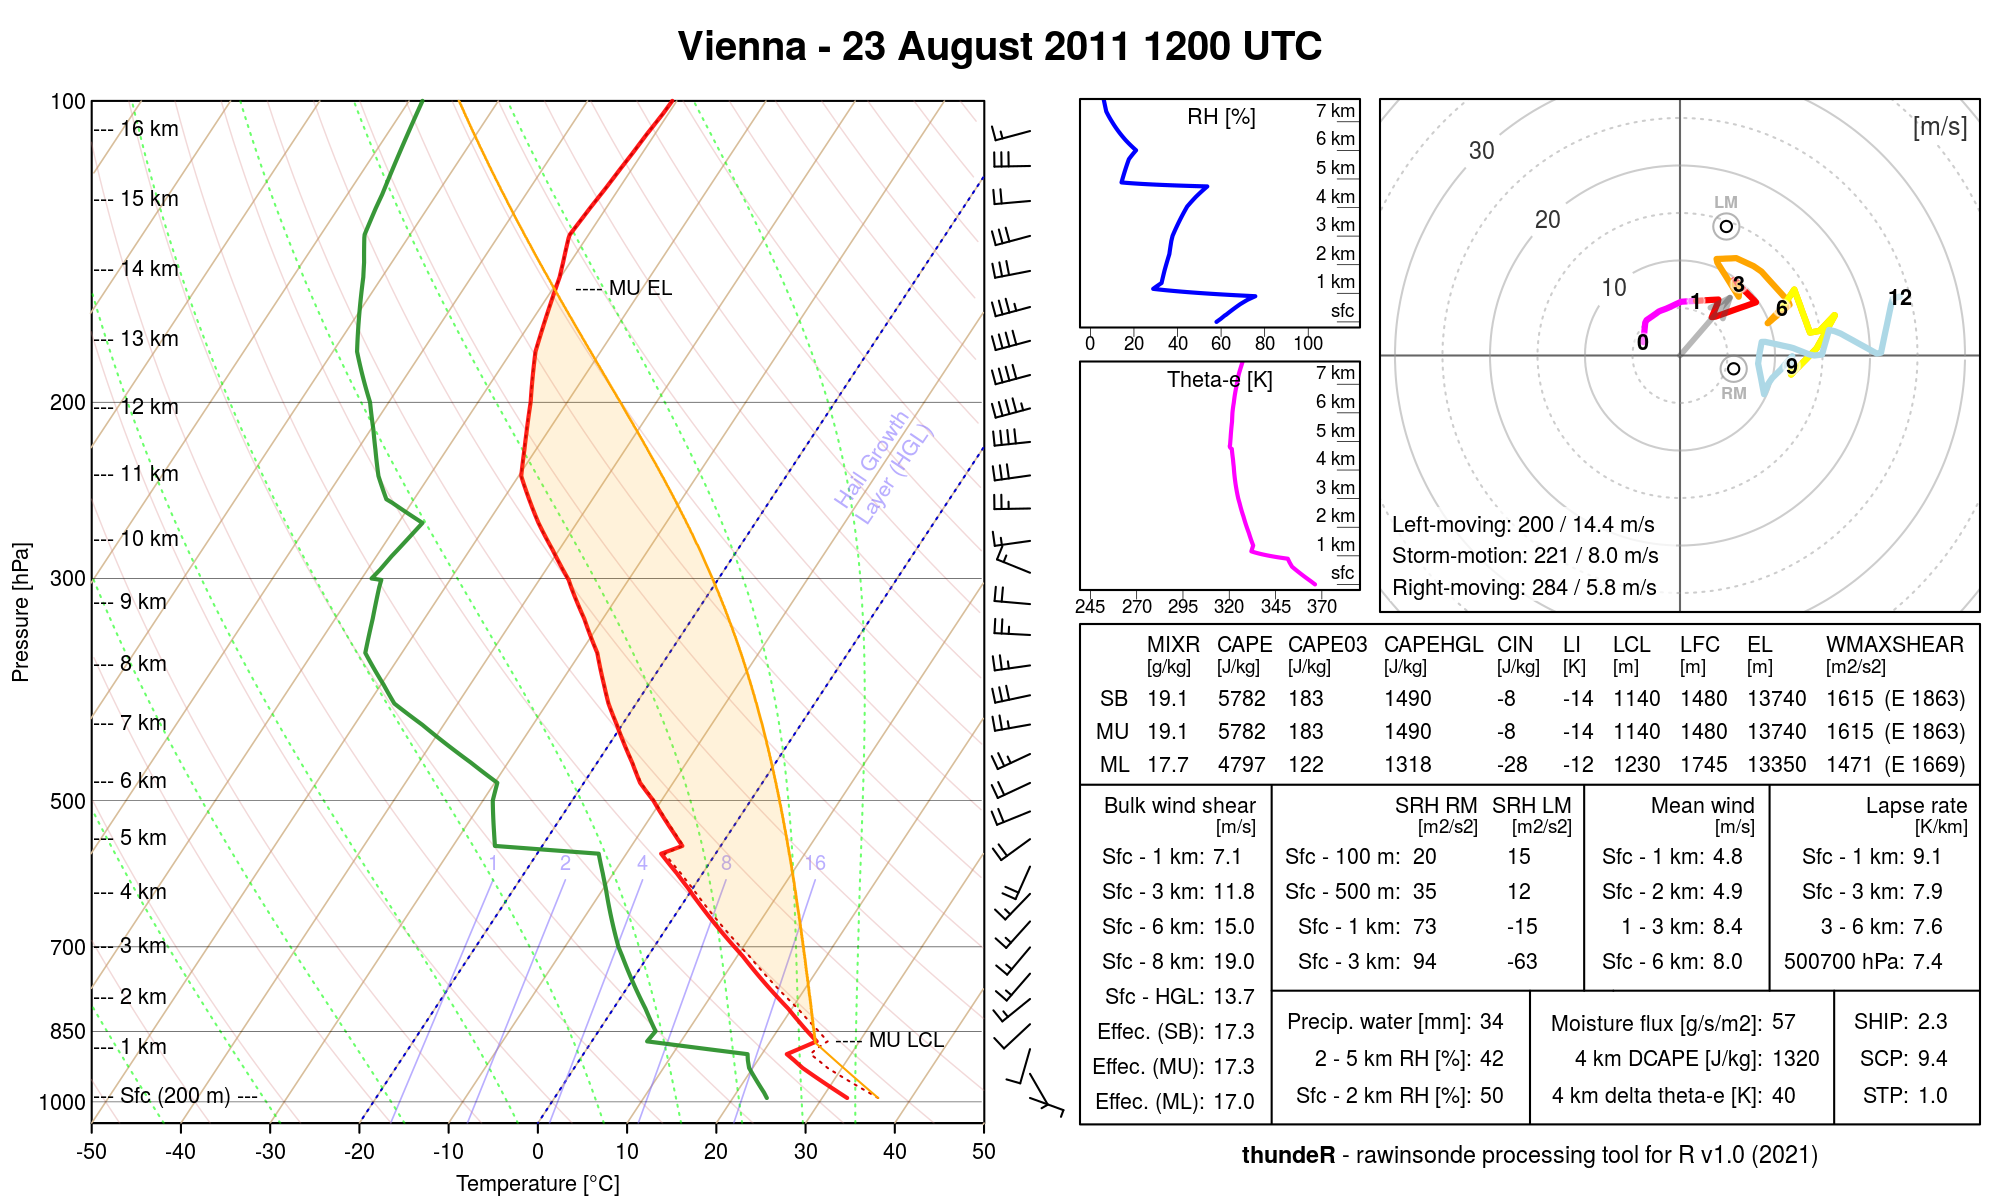 Vienna - 23 August 2011 1200 UTC
Pressure [hPa]
100
200
300
500
700
850
1000
--- 16 km
--- 15 km
--- 14 km
--- 13 km
--- 12 km
--- 11 km
--- 10 km
--- 9 km
--- 8 km
--- 7 km
--- 6 km
--- 5 km
--- 4 km
--- 3 km
--- 2 km
--- 1 km
--- Sfc (200 m) ---
---- MU EL
---- MU LCL
Hail Growth
Layer (HGL)
1 2 4 8 16
-50 -40 -30 -20 -10 0 10 20 30 40 50
Temperature [°C]
RH [%]
7 km
6 km
5 km
4 km
3 km
2 km
1 km
sfc
0 20 40 60 80 100
Theta-e [K]
7 km
6 km
5 km
4 km
3 km
2 km
1 km
sfc
245 270 295 320 345 370
[m/s]
30
20
10
LM
RM
0 1 3 6 9 12
Left-moving: 200 / 14.4 m/s
Storm-motion: 221 / 8.0 m/s
Right-moving: 284 / 5.8 m/s
MIXR CAPE CAPE03 CAPEHGL CIN LI LCL LFC EL WMAXSHEAR
[g/kg] [J/kg] [J/kg] [J/kg] [J/kg] [K] [m] [m] [m] [m2/s2]
SB 19.1 5782 183 1490 -8 -14 1140 1480 13740 1615 (E 1863)
MU 19.1 5782 183 1490 -8 -14 1140 1480 13740 1615 (E 1863)
ML 17.7 4797 122 1318 -28 -12 1230 1745 13350 1471 (E 1669)
Bulk wind shear
[m/s]
Sfc - 1 km: 7.1
Sfc - 3 km: 11.8
Sfc - 6 km: 15.0
Sfc - 8 km: 19.0
Sfc - HGL: 13.7
Effec. (SB): 17.3
Effec. (MU): 17.3
Effec. (ML): 17.0
SRH RM SRH LM
[m2/s2] [m2/s2]
Sfc - 100 m: 20 15
Sfc - 500 m: 35 12
Sfc - 1 km: 73 -15
Sfc - 3 km: 94 -63
Mean wind
[m/s]
Sfc - 1 km: 4.8
Sfc - 2 km: 4.9
1 - 3 km: 8.4
Sfc - 6 km: 8.0
Lapse rate
[K/km]
Sfc - 1 km: 9.1
Sfc - 3 km: 7.9
3 - 6 km: 7.6
500700 hPa: 7.4
Precip. water [mm]: 34
2 - 5 km RH [%]: 42
Sfc - 2 km RH [%]: 50
Moisture flux [g/s/m2]: 57
4 km DCAPE [J/kg]: 1320
4 km delta theta-e [K]: 40
SHIP: 2.3
SCP: 9.4
STP: 1.0
thundeR - rawinsonde processing tool for R v1.0 (2021)